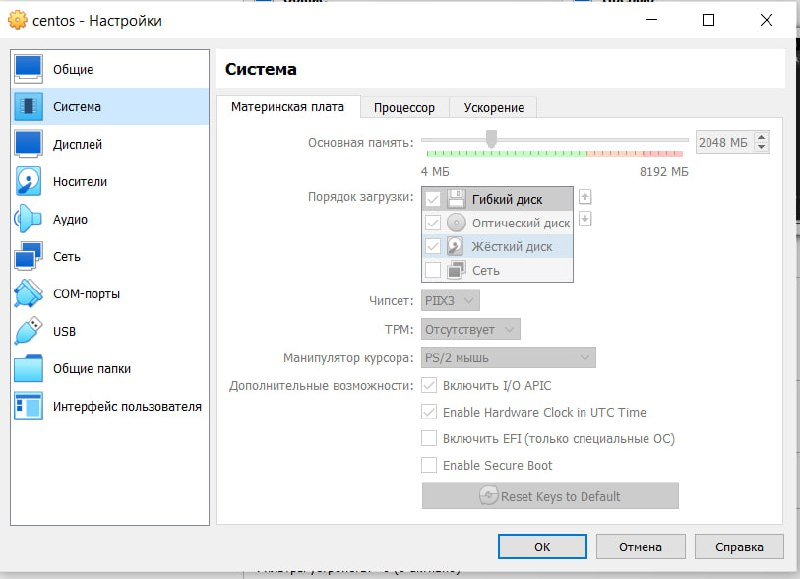 centos - Настройки
Общие
Система
Дисплей
Носители
Аудио
Сеть
COM-порты
USB
Общие папки
Интерфейс пользователя
Система
Материнская плата
Процессор
Ускорение
Основная память:
2048 МБ
4 МБ
8192 МБ
Порядок загрузки:
Гибкий диск
Оптический диск
Жёсткий диск
Сеть
Чипсет:
PIIX3
TPM:
Отсутствует
Манипулятор курсора:
PS/2 мышь
Дополнительные возможности:
Включить I/O APIC
Enable Hardware Clock in UTC Time
Включить EFI (только специальные ОС)
Enable Secure Boot
Reset Keys to Default
OK
Отмена
Справка